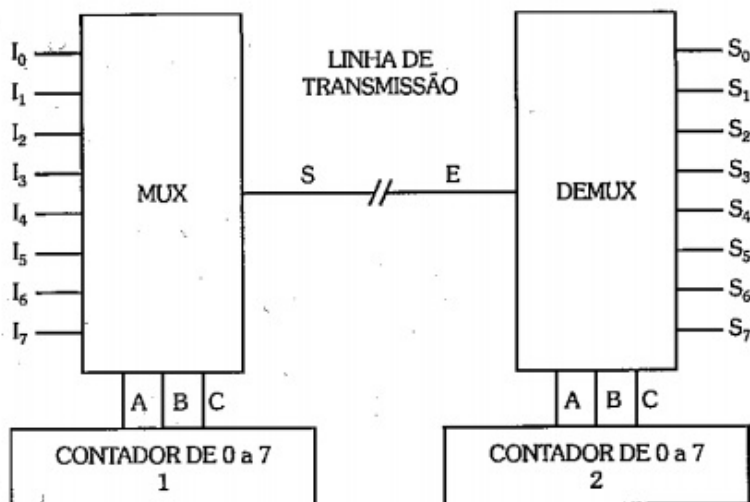 I₀
I₁
I₂
I₃
I₄
I₅
I₆
I₇
MUX
A B C
CONTADOR DE 0 a 7
1
LINHA DE
TRANSMISSÃO
S
E
DEMUX
S₀
S₁
S₂
S₃
S₄
S₅
S₆
S₇
A B C
CONTADOR DE 0 a 7
2